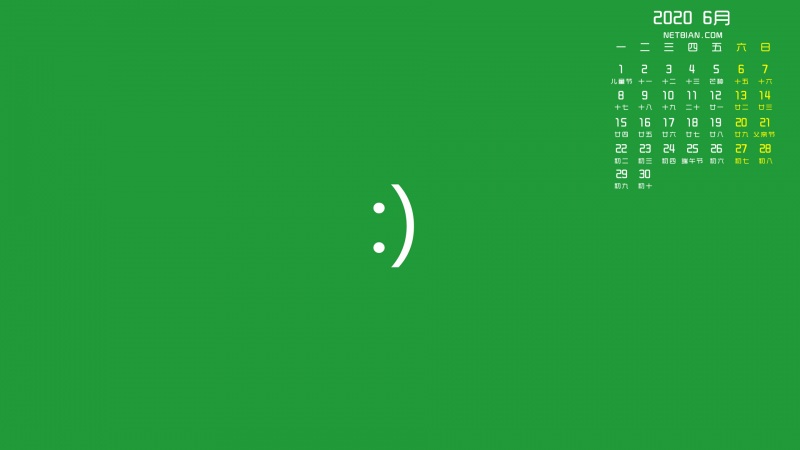 2020 6月
NETBIAN.COM
一 二 三 四 五 六 日
1 2 3 4 5 6 7
儿童节 十一 十二 十三 芒种 十五 十六
8 9 10 11 12 13 14
十七 十八 十九 二十 廿一 廿二 廿三
15 16 17 18 19 20 21
廿四 廿五 廿六 廿七 廿八 廿九 父亲节
22 23 24 25 26 27 28
初二 初三 初四 端午节 初六 初七 初八
29 30
初九 初十
:)